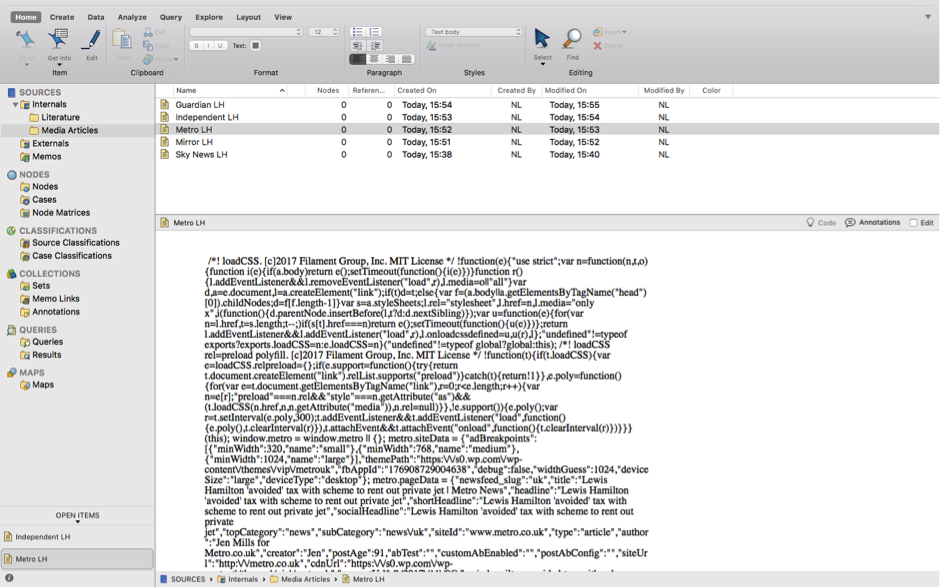 Home Create Data Analyze Query Explore Layout View
Open Get Info Edit Paste Cut Copy Merge
12 B I U Text: Text body Reset Settings
Select Find Insert Delete
Item Clipboard Format Paragraph Styles Editing
SOURCES
Internals
Literature
Media Articles
Externals
Memos
NODES
Nodes
Cases
Node Matrices
CLASSIFICATIONS
Source Classifications
Case Classifications
COLLECTIONS
Sets
Memo Links
Annotations
QUERIES
Queries
Results
MAPS
Maps
OPEN ITEMS
Independent LH
Metro LH
Name Nodes Referen... Created On Created By Modified On Modified By Color
Guardian LH 0 0 Today, 15:54 NL Today, 15:55 NL
Independent LH 0 0 Today, 15:53 NL Today, 15:54 NL
Metro LH 0 0 Today, 15:52 NL Today, 15:53 NL
Mirror LH 0 0 Today, 15:51 NL Today, 15:52 NL
Sky News LH 0 0 Today, 15:38 NL Today, 15:40 NL
Metro LH Code Annotations Edit
/*! loadCSS. [c]2017 Filament Group, Inc. MIT License */ !function(e){"use strict";var n=function(n,t,o)
{function i(e){if(a.body)return e();setTimeout(function(){i(e)})}function r()
{l.addEventListener&&l.removeEventListener("load",r),l.media=o||"all"}var
d,a=e.document,l=a.createElement("link");if(t)d=t;else{var f=(a.body||a.getElementsByTagName("head")
[0]).childNodes;d=f[f.length-1]}var s=a.styleSheets;l.rel="stylesheet",l.href=n,l.media="only
x",i(function(){d.parentNode.insertBefore(l,t?d:d.nextSibling)});var u=function(e){for(var
n=l.href,t=s.length;t--;)if(s[t].href===n)return e();setTimeout(function(){u(e)})};return
l.addEventListener&&l.addEventListener("load",r),l.onloadcssdefined=u,u(r),l};"undefined"!=typeof
exports?exports.loadCSS=n:e.loadCSS=n}("undefined"!=typeof global?global:this); /*! loadCSS
rel=preload polyfill. [c]2017 Filament Group, Inc. MIT License */ !function(t){if(t.loadCSS){var
e=loadCSS.relpreload={};if(e.support=function(){try{return
t.document.createElement("link").relList.supports("preload")}catch(t){return!1}},e.poly=function()
{for(var e=t.document.getElementsByTagName("link"),r=0;r<e.length;r++){var
n=e[r];"preload"===n.rel&&"style"===n.getAttribute("as")&&
(t.loadCSS(n.href,n,n.getAttribute("media")),n.rel=null)}},!e.support()){e.poly();var
r=t.setInterval(e.poly,300);t.addEventListener&&t.addEventListener("load",function()
{e.poly(),t.clearInterval(r)}),t.attachEvent&&t.attachEvent("onload",function(){t.clearInterval(r)})}}}
(this); window.metro = window.metro || {}; metro.siteData = {"adBreakpoints":
[{"minWidth":320,"name":"small"},{"minWidth":768,"name":"medium"},
{"minWidth":1024,"name":"large"}],"themePath":"https:\/\/s0.wp.com\/wp-
content\/themes\/vip\/metrouk","fbAppId":"176908729004638","debug":false,"widthGuess":1024,"device
Size":"large","deviceType":"desktop"}; metro.pageData = {"newsfeed_slug":"uk","title":"Lewis
Hamilton 'avoided' tax with scheme to rent out private jet | Metro News","headline":"Lewis Hamilton
'avoided' tax with scheme to rent out private jet","shortHeadline":"Lewis Hamilton 'avoided' tax with
scheme to rent out private jet","socialHeadline":"Lewis Hamilton 'avoided' tax with scheme to rent out
private
jet","topCategory":"news","subCategory":"news\/uk","siteId":"www.metro.co.uk","type":"article","author
":"Jen Mills for
Metro.co.uk","creator":"Jen","postAge":91,"abTest":"","customAbEnabled":"","postAbConfig":"","siteUr
l":"http:\/\/metro.co.uk","cdnUrl":"https:\/\/s0.wp.com\/wp-
SOURCES Internals Media Articles Metro LH